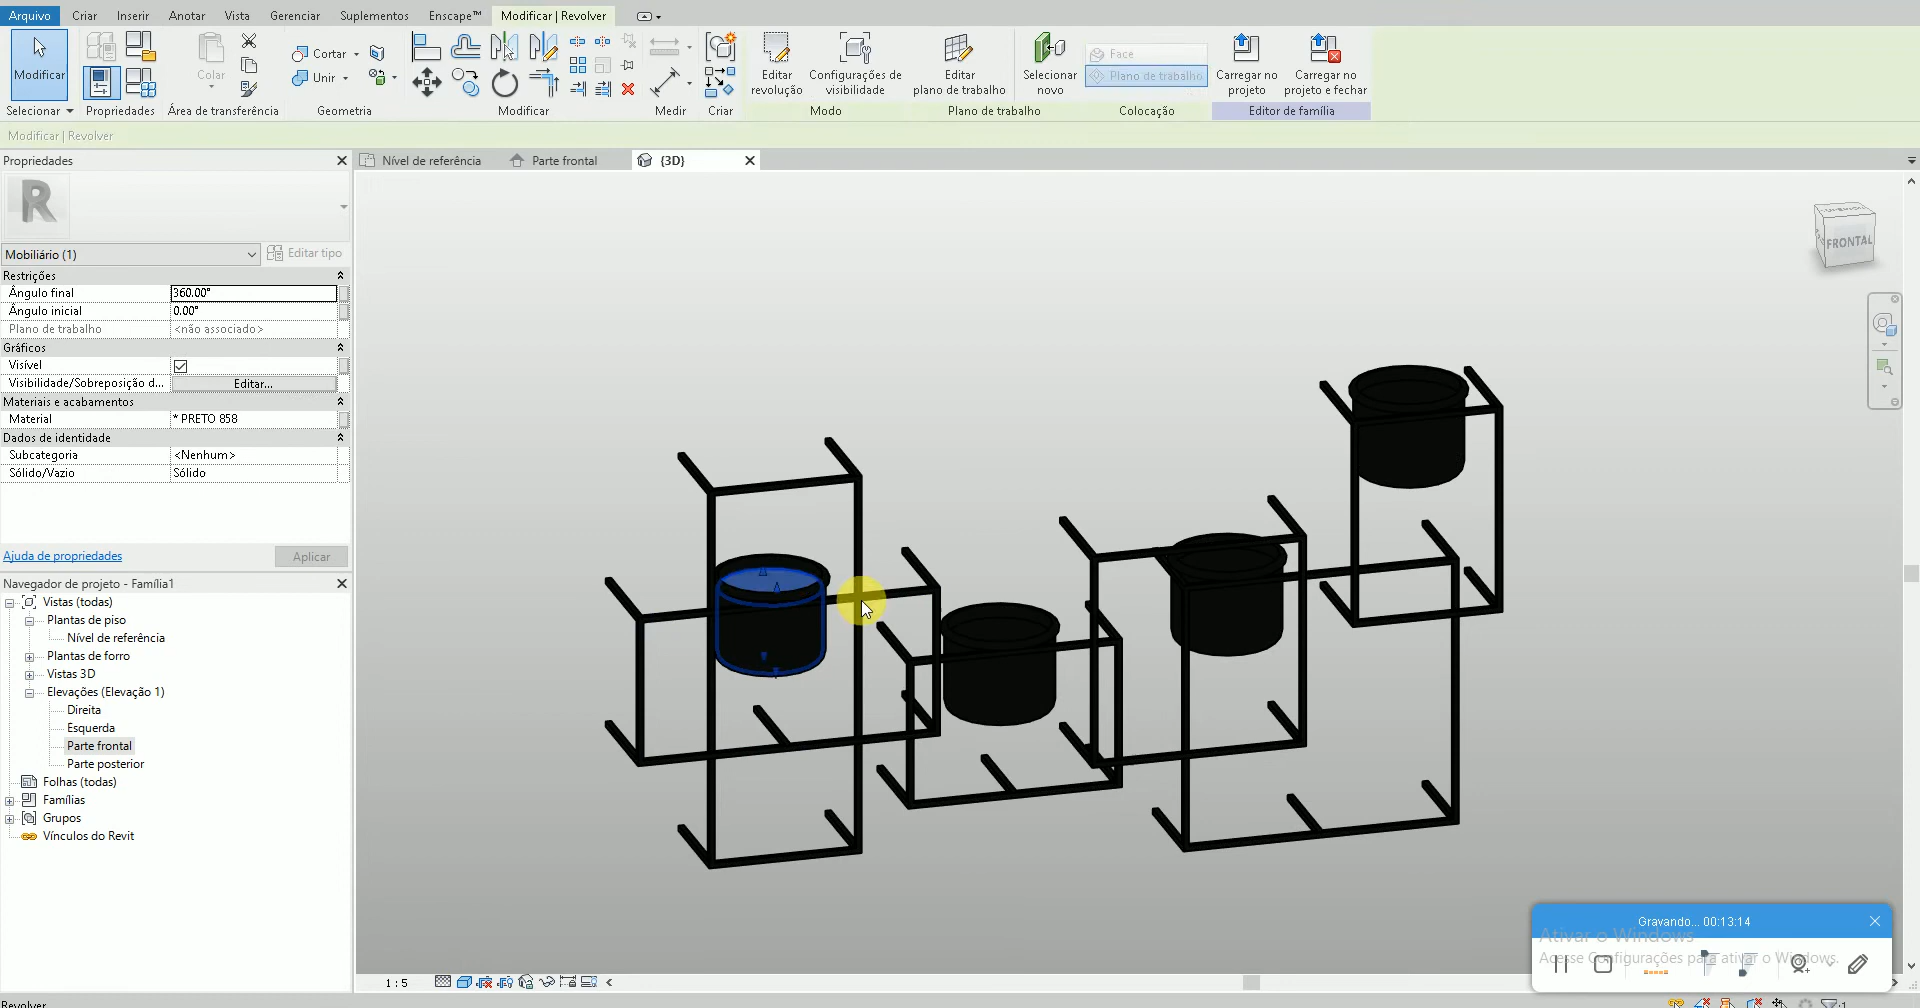 Arquivo Criar Inserir Anotar Vista Gerenciar Suplementos Enscape™ Modificar | Revolver
Modificar
Colar
Cortar
Unir
Editar revolução
Configurações de visibilidade
Editar plano de trabalho
Selecionar novo
Face
Plano de trabalho
Carregar no projeto
Carregar no projeto e fechar
Selecionar Propriedades Área de transferência Geometria Modificar Medir Criar Modo Plano de trabalho Colocação Editor de família
Modificar | Revolver
Propriedades
Nível de referência Parte frontal {3D}
R
Mobiliário (1) Editar tipo
Restrições
Ângulo final 360.00°
Ângulo inicial 0.00°
Plano de trabalho <não associado>
Gráficos
Visível
Visibilidade/Sobreposição d... Editar...
Materiais e acabamentos
Material * PRETO 858
Dados de identidade
Subcategoria <Nenhum>
Sólido/Vazio Sólido
Ajuda de propriedades Aplicar
Navegador de projeto - Família1
Vistas (todas)
Plantas de piso
Nível de referência
Plantas de forro
Vistas 3D
Elevações (Elevação 1)
Direita
Esquerda
Parte frontal
Parte posterior
Folhas (todas)
Famílias
Grupos
Vínculos do Revit
FRONTAL
Gravando... 00:13:14
Ativar o Windows
Acesse Configurações para ativar o Windows.
1 : 5
Revolver
:1